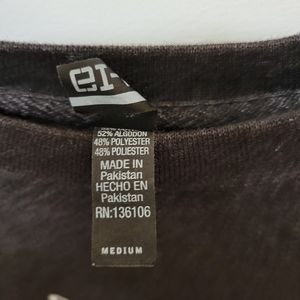 52% ALGODON
48% POLYESTER
48% POLIESTER
MADE IN
Pakistan
HECHO EN
Pakistan
RN:136106
MEDIUM